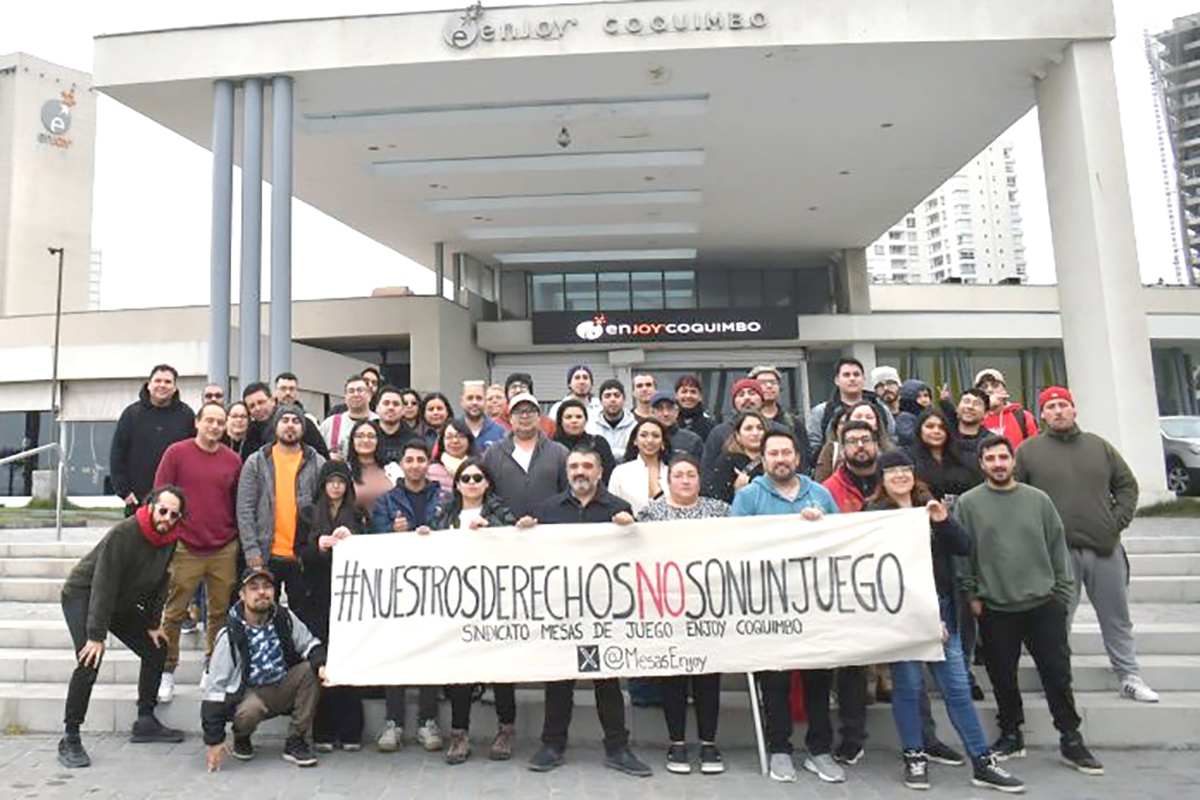 enjoy COQUIMBO
enjoy
enJOY COQUIMBO
#NUESTROSDERECHOSNOSONUNJUEGO
SINDICATO MESAS DE JUEGO ENJOY COQUIMBO
X @MesasEnjoy